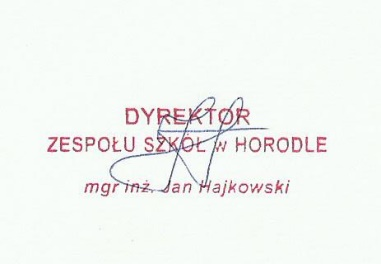 DYREKTOR
ZESPOŁU SZKÓŁ w HORODLE
mgr inż. Jan Hajkowski